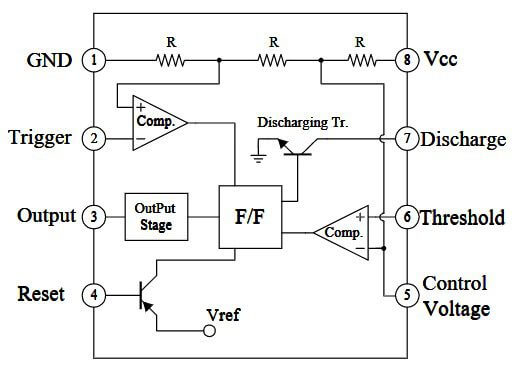 R R R
GND 1 8 Vcc
+
Comp.
−
Discharging Tr.
Trigger 2 7 Discharge
Output 3 OutPut F/F + 6 Threshold
Stage Comp.
−
Reset 4 5 Control
Voltage
Vref